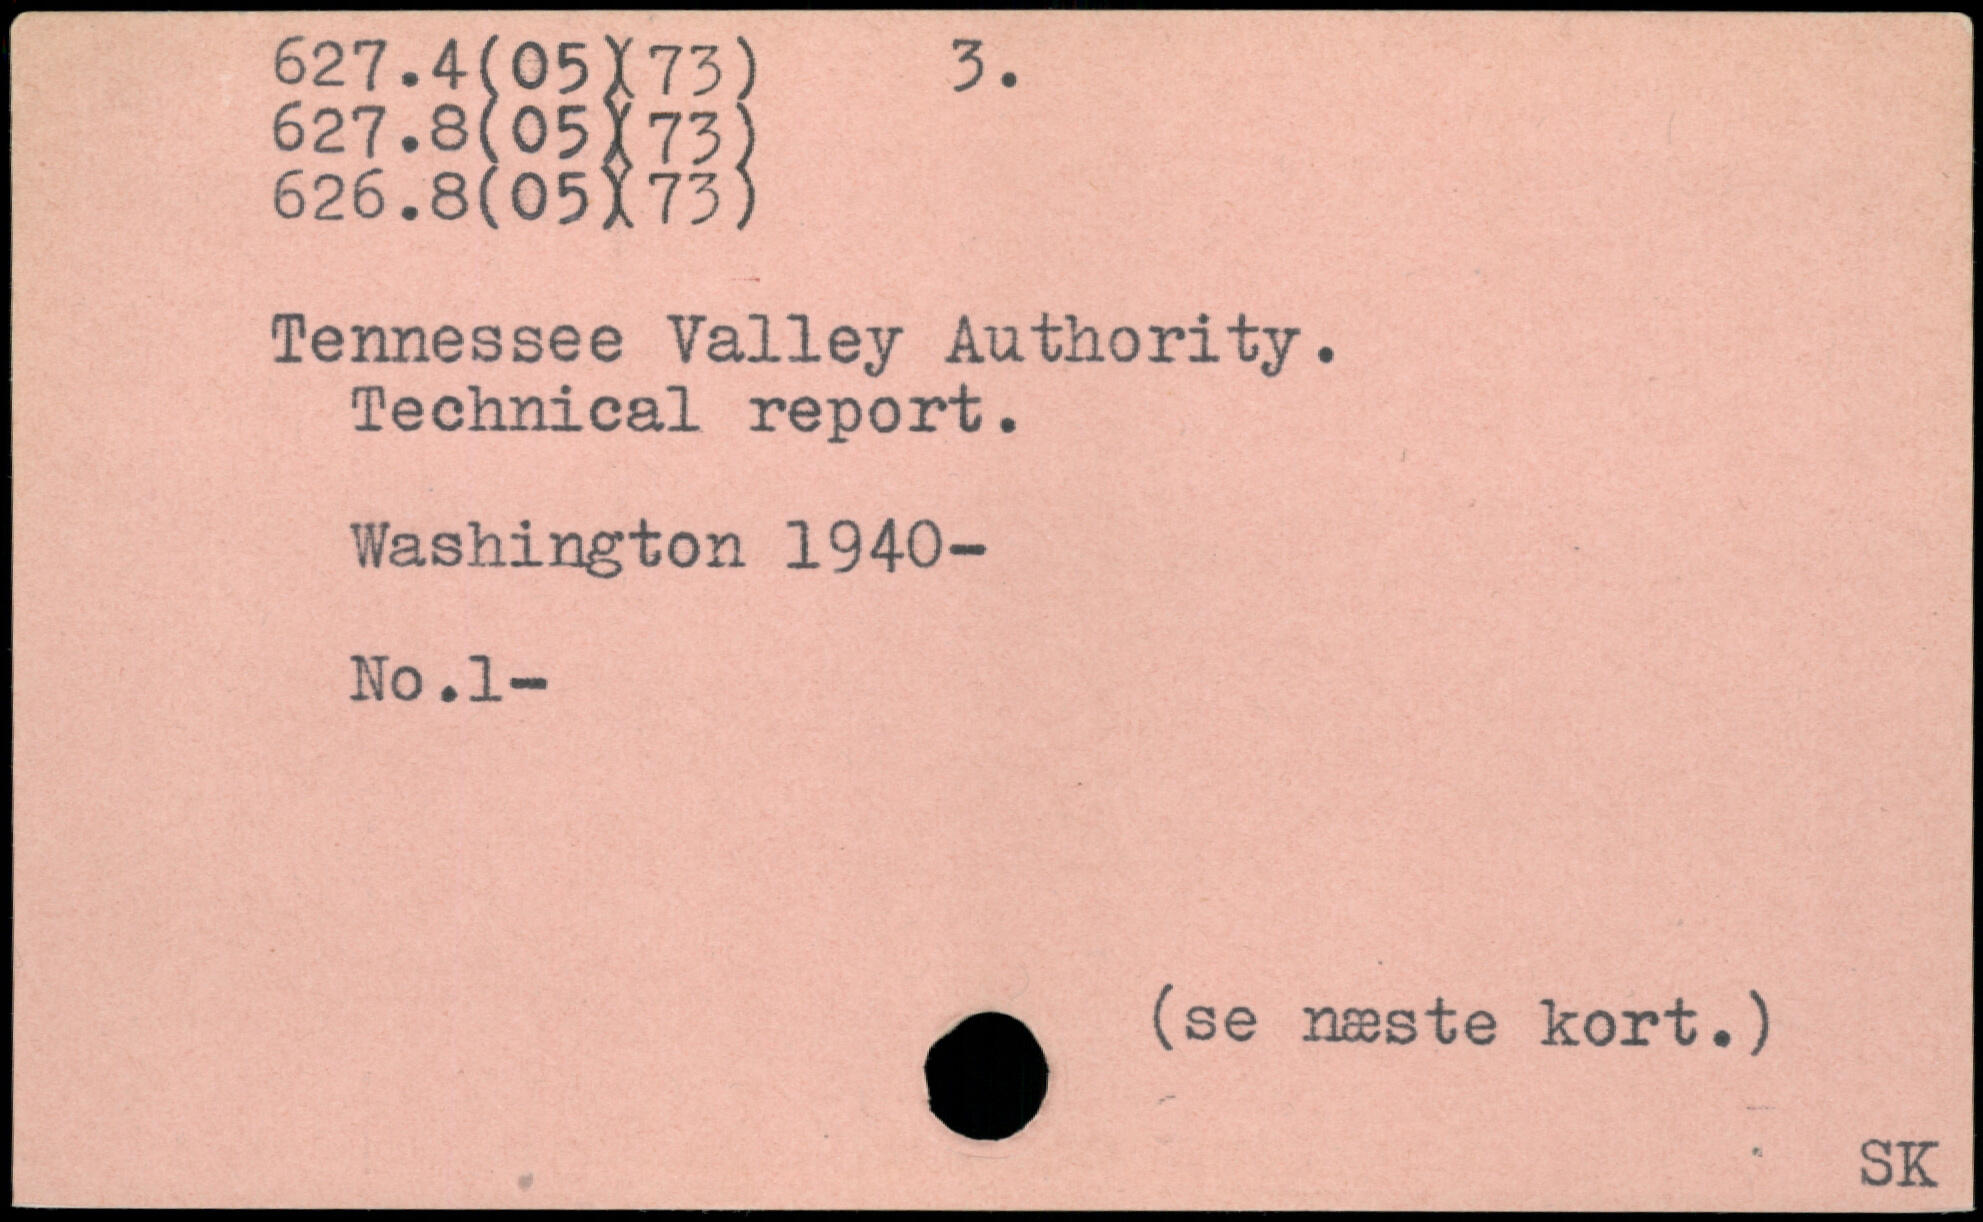 627.4(05)(73) 3.
627.8(05)(73)
626.8(05)(73)
Tennessee Valley Authority.
Technical report.
Washington 1940-
No.1-
(se næste kort.)
SK